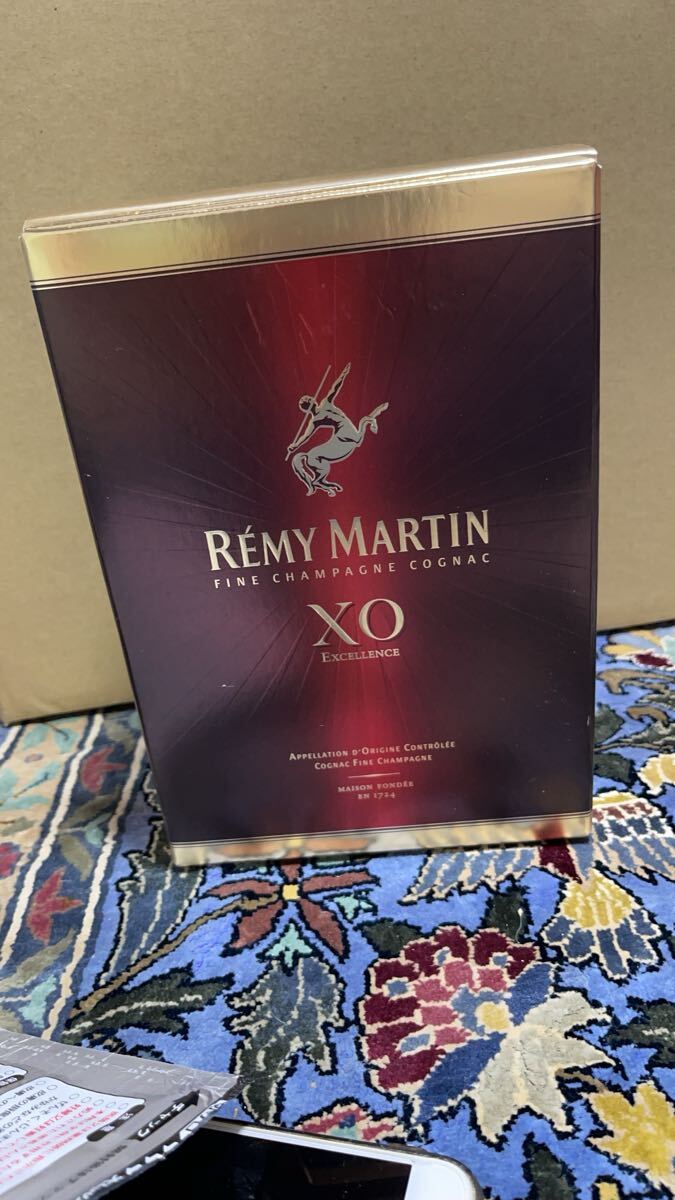 RÉMY MARTIN
FINE CHAMPAGNE COGNAC
XO
EXCELLENCE
APPELLATION D'ORIGINE CONTRÔLÉE
COGNAC FINE CHAMPAGNE
MAISON FONDÉE
EN 1724